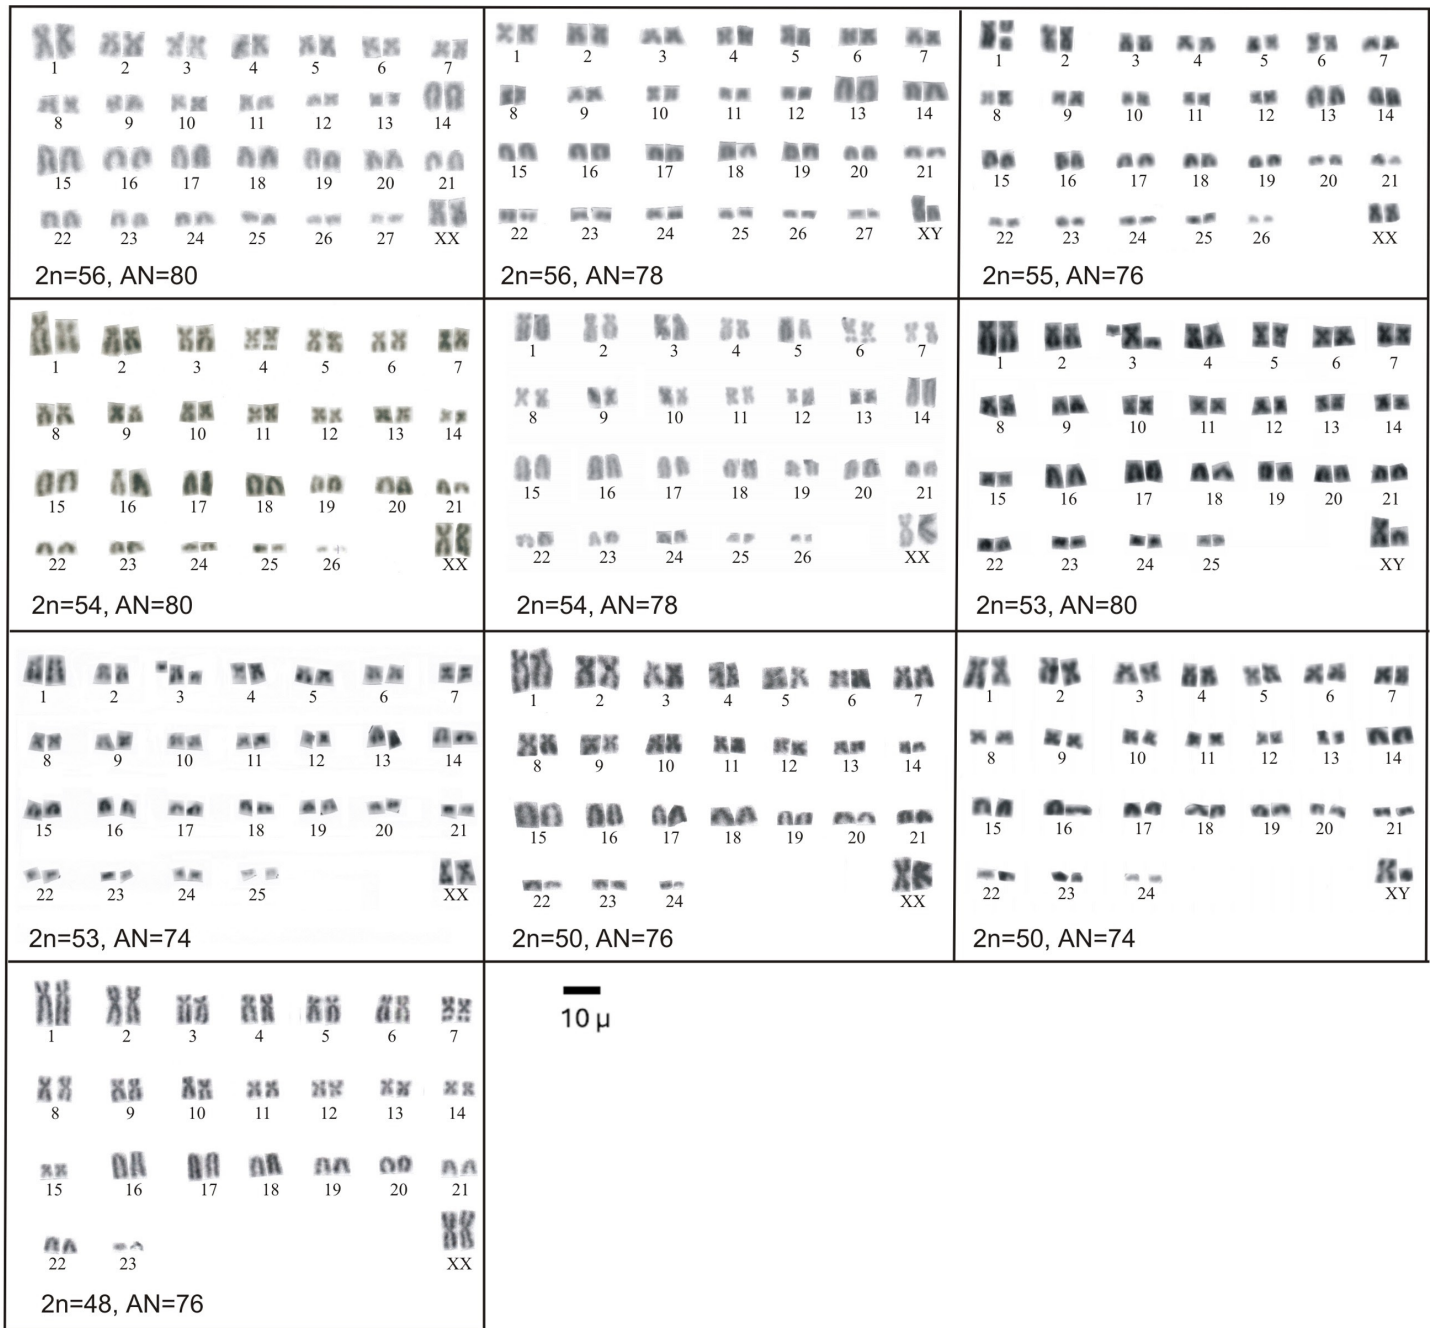 1 2 3 4 5 6 7
8 9 10 11 12 13 14
15 16 17 18 19 20 21
22 23 24 25 26 27 XX
2n=56, AN=80
1 2 3 4 5 6 7
8 9 10 11 12 13 14
15 16 17 18 19 20 21
22 23 24 25 26 27 XY
2n=56, AN=78
1 2 3 4 5 6 7
8 9 10 11 12 13 14
15 16 17 18 19 20 21
22 23 24 25 26 XX
2n=55, AN=76
1 2 3 4 5 6 7
8 9 10 11 12 13 14
15 16 17 18 19 20 21
22 23 24 25 26 XX
2n=54, AN=80
1 2 3 4 5 6 7
8 9 10 11 12 13 14
15 16 17 18 19 20 21
22 23 24 25 26 XX
2n=54, AN=78
1 2 3 4 5 6 7
8 9 10 11 12 13 14
15 16 17 18 19 20 21
22 23 24 25 XY
2n=53, AN=80
1 2 3 4 5 6 7
8 9 10 11 12 13 14
15 16 17 18 19 20 21
22 23 24 25 XX
2n=53, AN=74
1 2 3 4 5 6 7
8 9 10 11 12 13 14
15 16 17 18 19 20 21
22 23 24 XX
2n=50, AN=76
1 2 3 4 5 6 7
8 9 10 11 12 13 14
15 16 17 18 19 20 21
22 23 24 XY
2n=50, AN=74
1 2 3 4 5 6 7
8 9 10 11 12 13 14
15 16 17 18 19 20 21
22 23 XX
2n=48, AN=76
10 µ